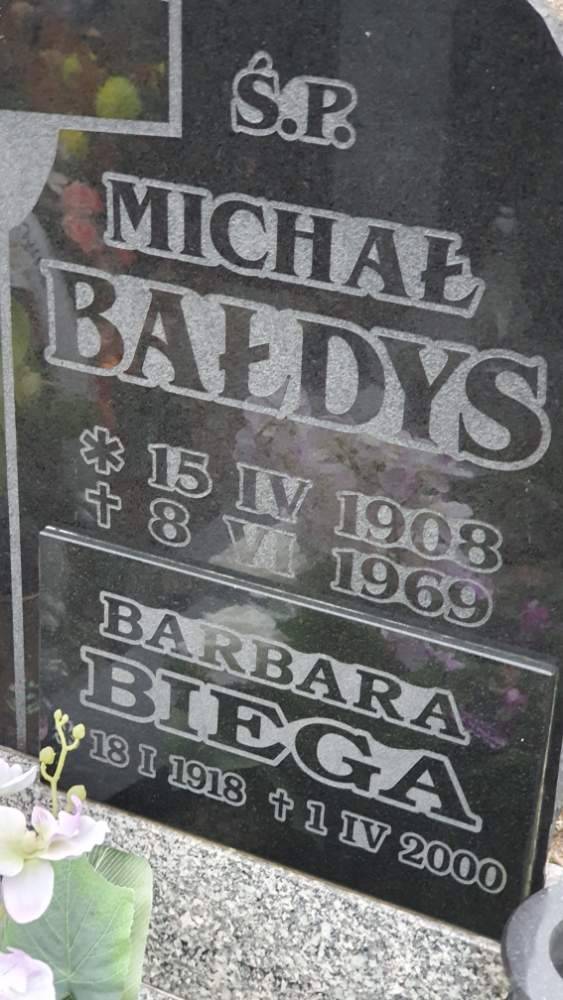 Ś.P.
MICHAŁ
BAŁDYS
* 15 IV 1908
† 8 VI 1969
BARBARA
BIEGA
18 I 1918 † 1 IV 2000